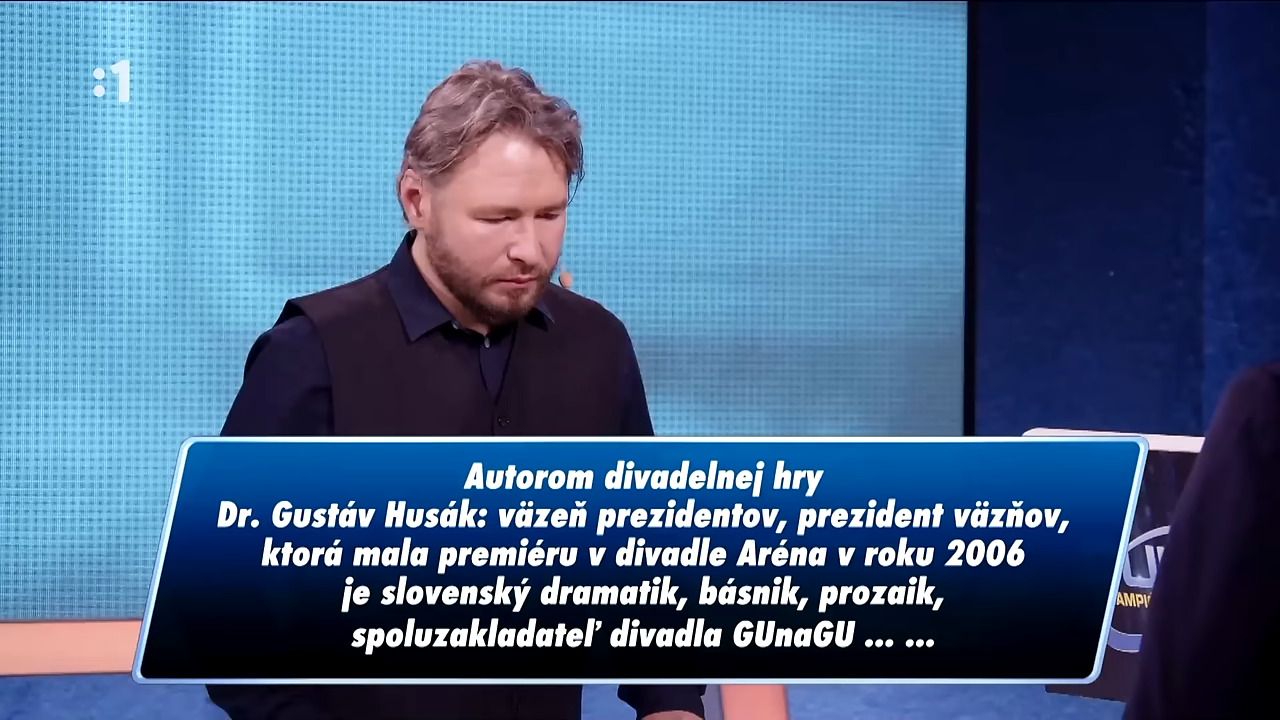 :1
Autorom divadelnej hry
Dr. Gustáv Husák: väzeň prezidentov, prezident väzňov,
ktorá mala premiéru v divadle Aréna v roku 2006
je slovenský dramatik, básnik, prozaik,
spoluzakladateľ divadla GUnaGU ... ...